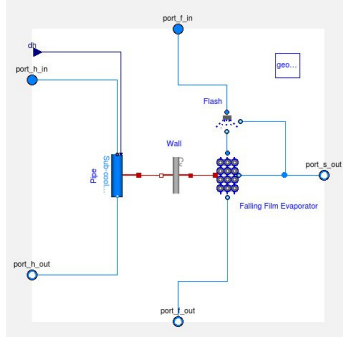 port_f_in
dh
port_h_in
geo...
Flash
Wall
port_s_out
Pipe
Sub-cool...
Falling Film Evaporator
port_h_out
port_f_out